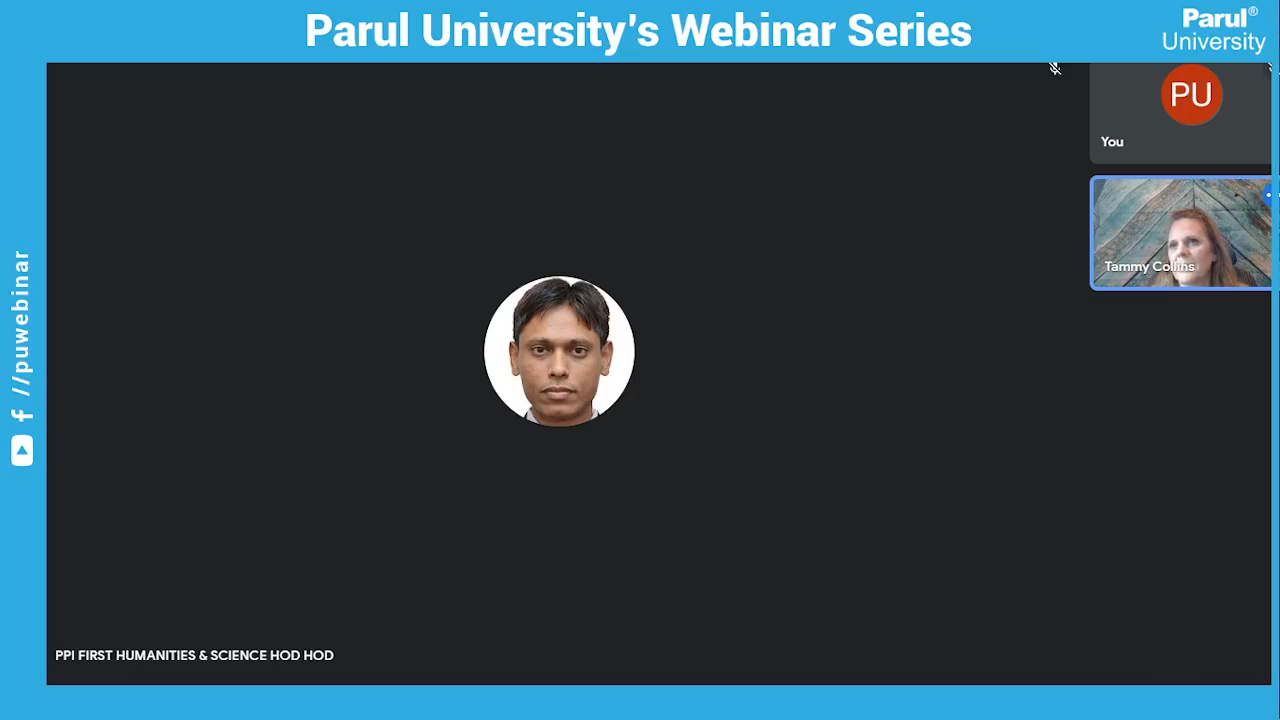 Parul University's Webinar Series
Parul®
University
PU
You
Tammy Collins
//puwebinar
PPI FIRST HUMANITIES & SCIENCE HOD HOD